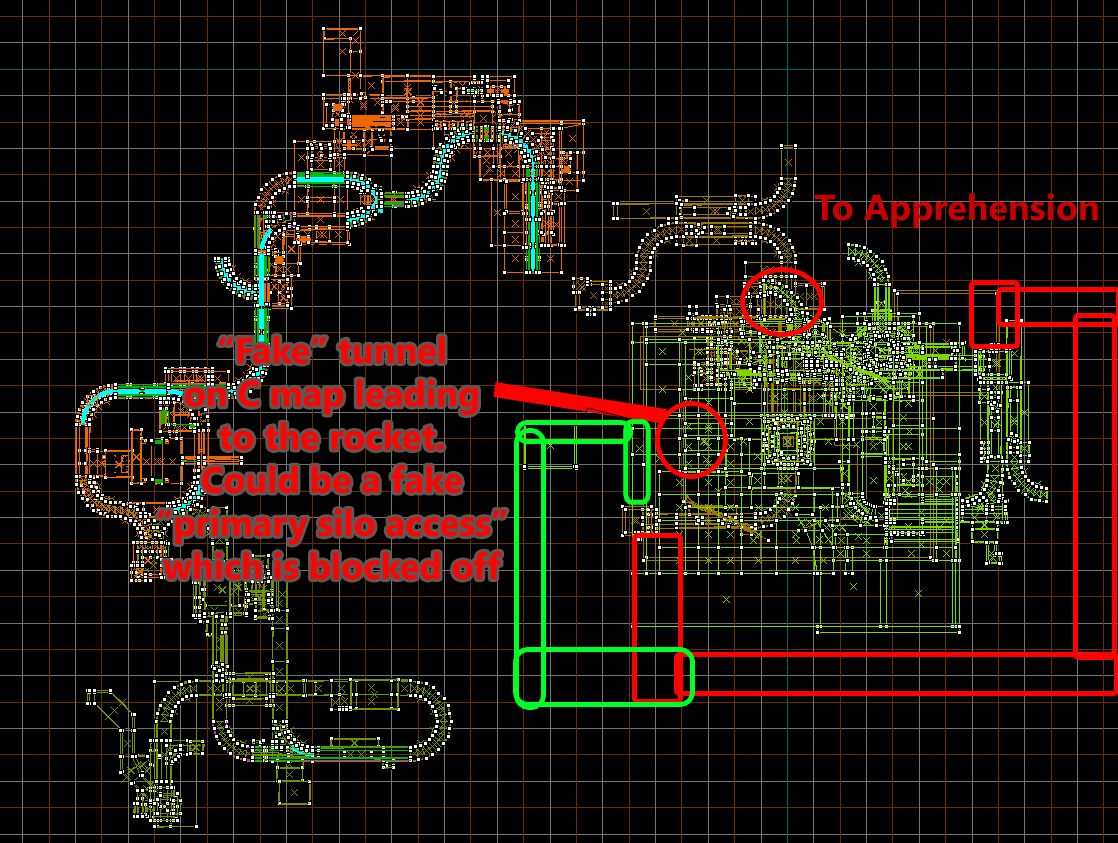 To Apprehension
"Fake" tunnel
on C map leading
to the rocket.
Could be a fake
"primary silo access"
which is blocked off